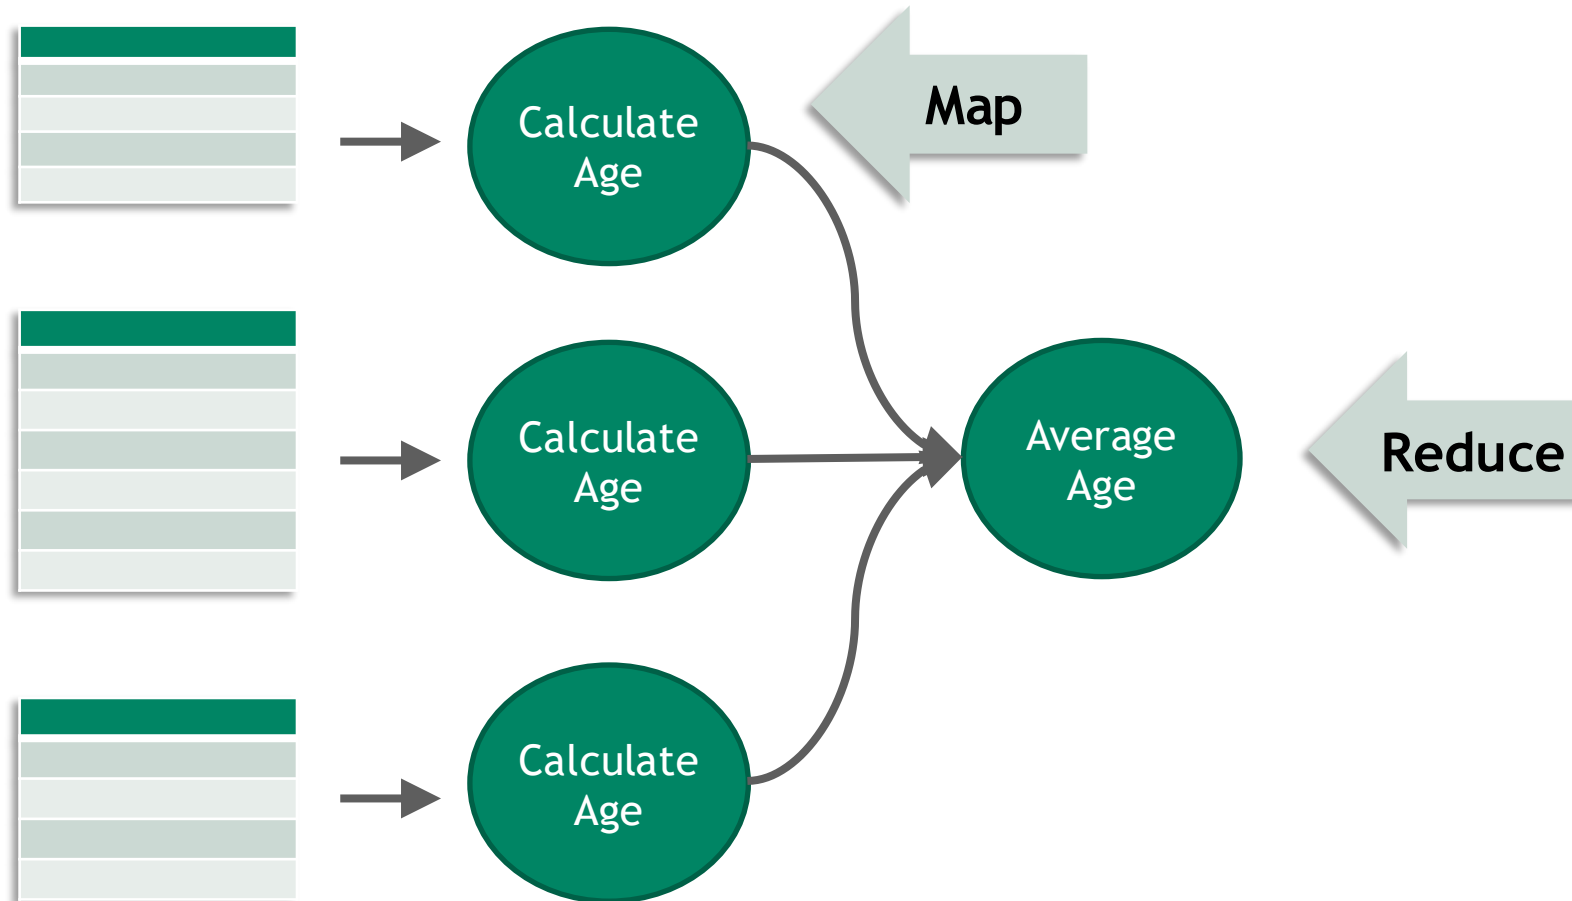 Calculate
Age
Map
Calculate
Age
Average
Age
Reduce
Calculate
Age